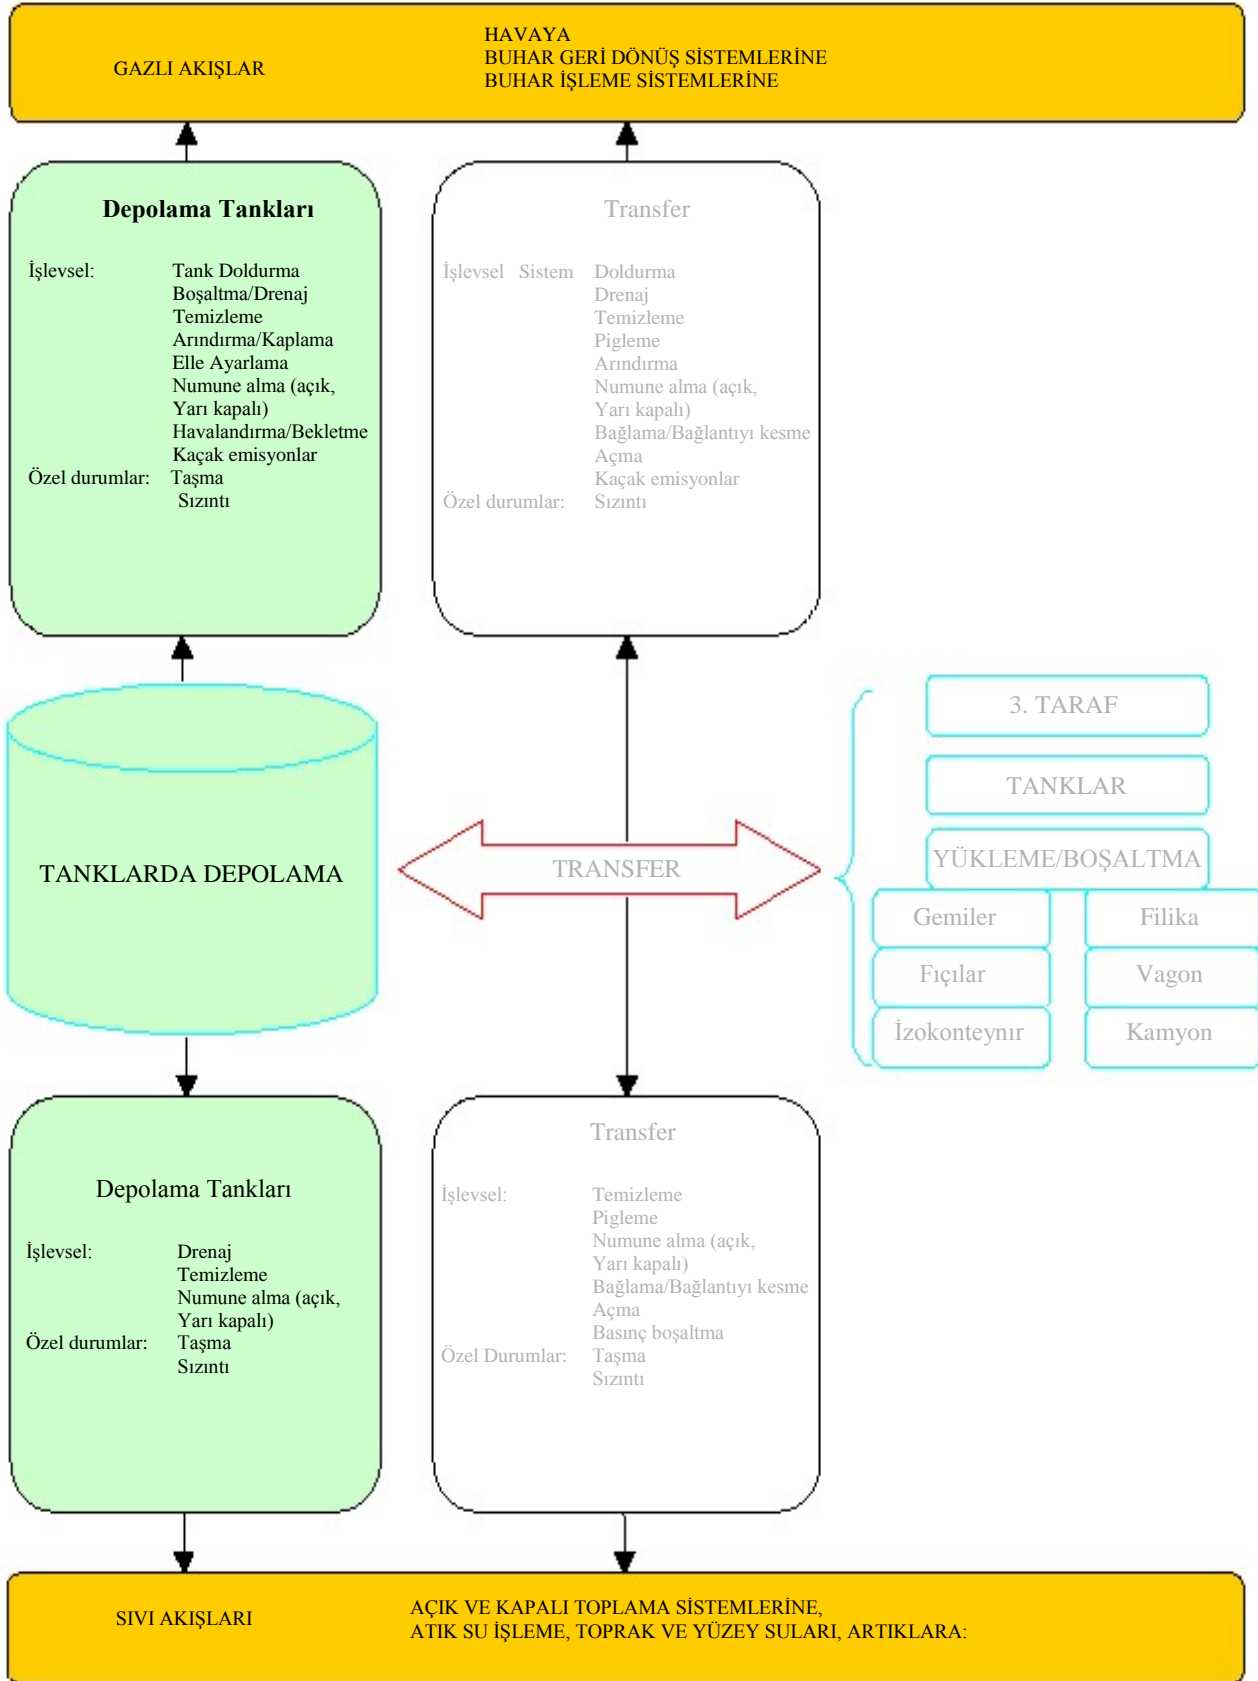 GAZLI AKIŞLAR
HAVAYA
BUHAR GERİ DÖNÜŞ SİSTEMLERİNE
BUHAR İŞLEME SİSTEMLERİNE
Depolama Tankları
İşlevsel: Tank Doldurma
Boşaltma/Drenaj
Temizleme
Arındırma/Kaplama
Elle Ayarlama
Numune alma (açık,
Yarı kapalı)
Havalandırma/Bekletme
Kaçak emisyonlar
Özel durumlar: Taşma
Sızıntı
Transfer
İşlevsel Sistem Doldurma
Drenaj
Temizleme
Pigleme
Arındırma
Numune alma (açık,
Yarı kapalı)
Bağlama/Bağlantıyı kesme
Açma
Kaçak emisyonlar
Özel durumlar: Sızıntı
TANKLARDA DEPOLAMA
TRANSFER
3. TARAF
TANKLAR
YÜKLEME/BOŞALTMA
Gemiler Filika
Fıçılar Vagon
İzokonteynır Kamyon
Depolama Tankları
İşlevsel: Drenaj
Temizleme
Numune alma (açık,
Yarı kapalı)
Özel durumlar: Taşma
Sızıntı
Transfer
İşlevsel: Temizleme
Pigleme
Numune alma (açık,
Yarı kapalı)
Bağlama/Bağlantıyı kesme
Açma
Basınç boşaltma
Özel Durumlar: Taşma
Sızıntı
SIVI AKIŞLARI
AÇIK VE KAPALI TOPLAMA SİSTEMLERİNE,
ATIK SU İŞLEME, TOPRAK VE YÜZEY SULARI, ARTIKLARA: